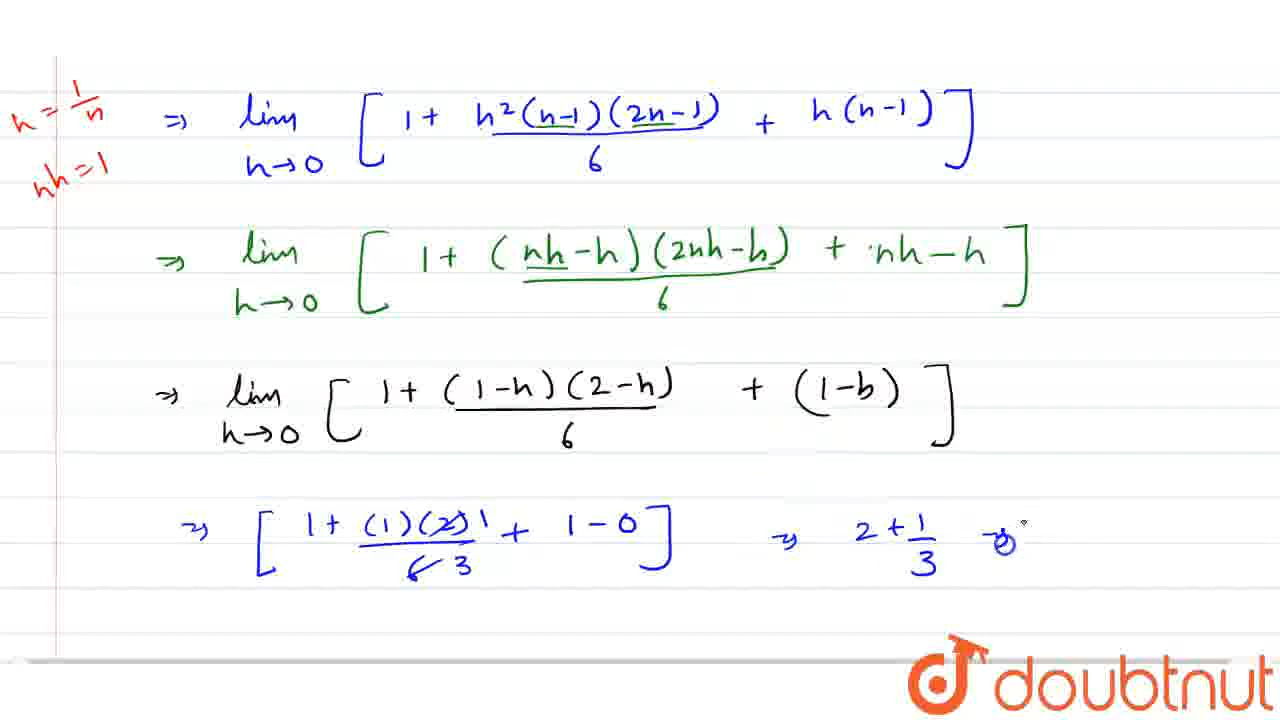 h = 1/n
nh = 1
⇒ lim h→0 [ 1 + h²(n-1)(2n-1)/6 + h(n-1) ]
⇒ lim h→0 [ 1 + (nh-h)(2nh-h)/6 + nh-h ]
⇒ lim h→0 [ 1 + (1-h)(2-h)/6 + (1-h) ]
⇒ [ 1 + (1)(2)1/6 3 + 1-0 ] ⇒ 2 + 1/3 ⇒
doubtnut